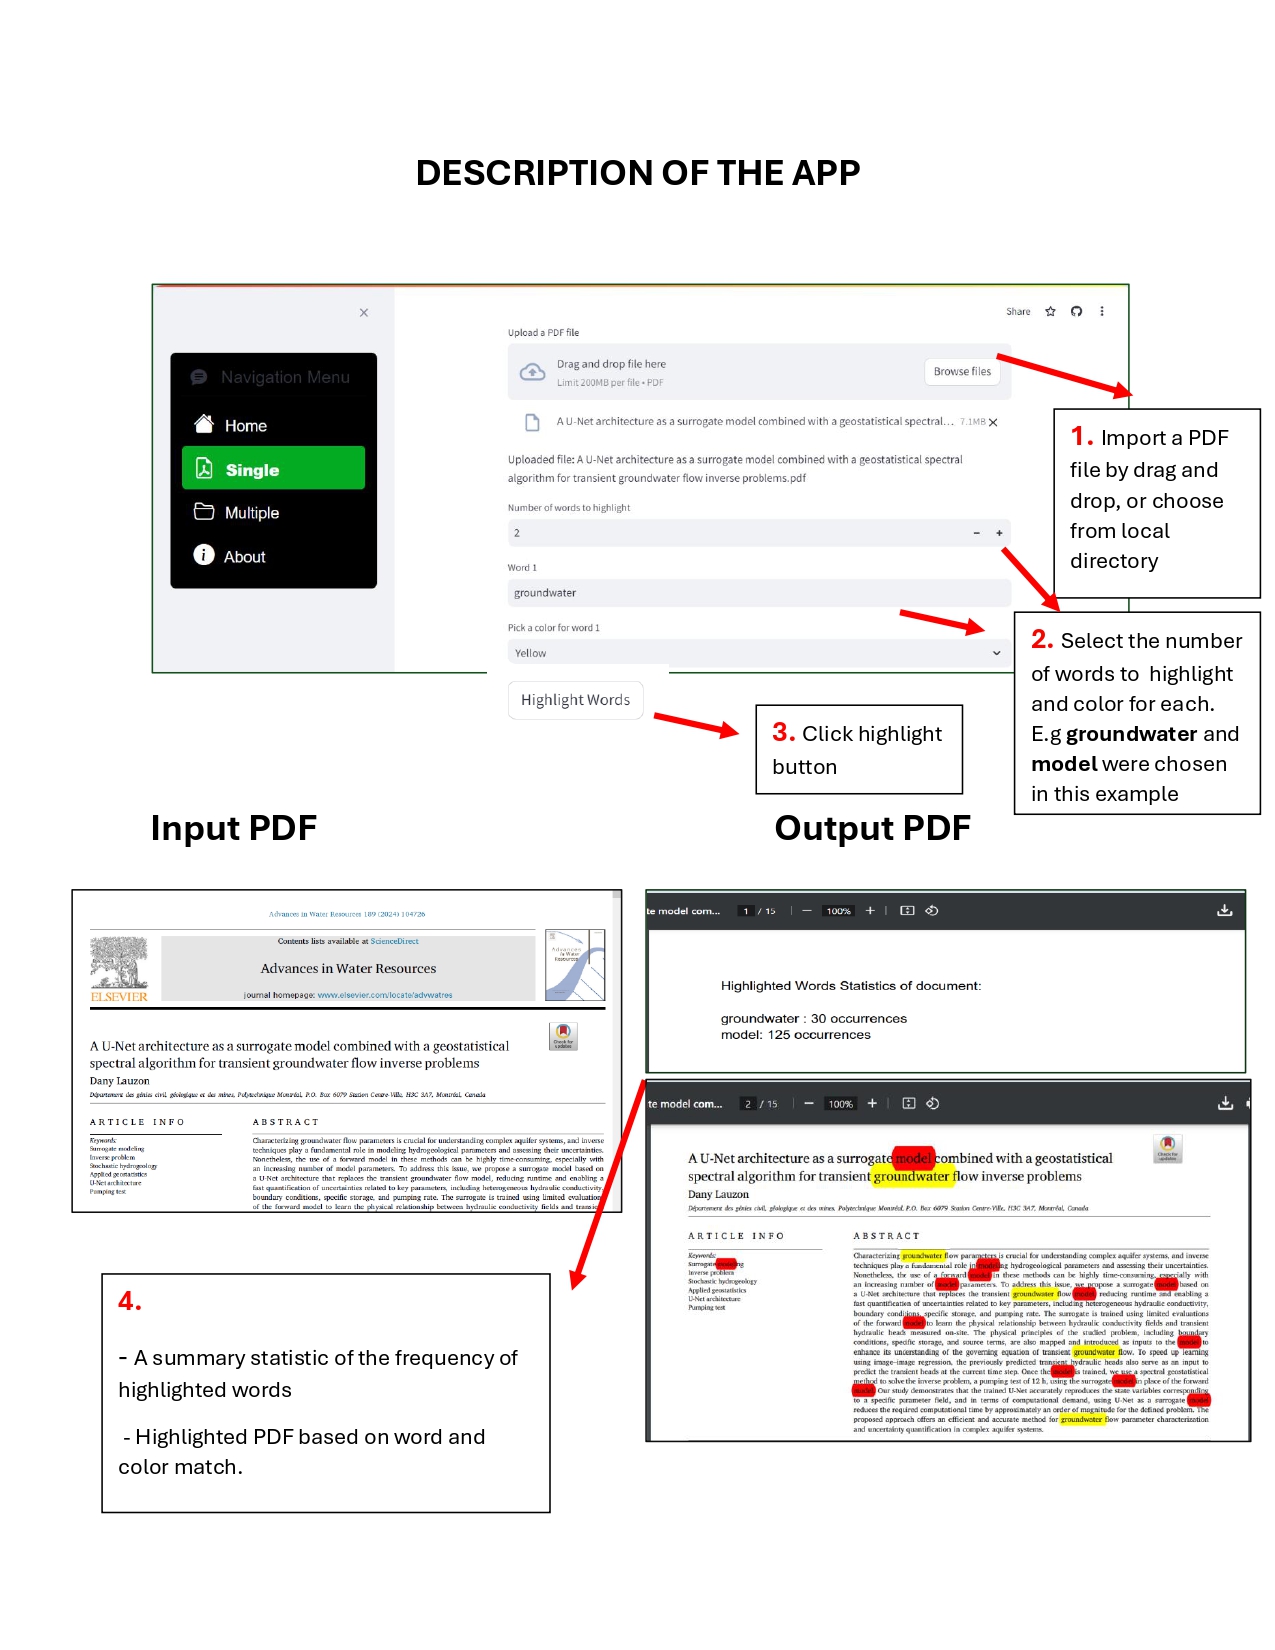 DESCRIPTION OF THE APP
Share
Navigation Menu
Home
Single
Multiple
About
Upload a PDF file
Drag and drop file here
Limit 200MB per file • PDF
Browse files
A U-Net architecture as a surrogate model combined with a geostatistical spectral... 7.1MB
Uploaded file: A U-Net architecture as a surrogate model combined with a geostatistical spectral
algorithm for transient groundwater flow inverse problems.pdf
Number of words to highlight
2
Word 1
groundwater
Pick a color for word 1
Yellow
Highlight Words
1. Import a PDF
file by drag and
drop, or choose
from local
directory
2. Select the number
of words to highlight
and color for each.
E.g groundwater and
model were chosen
in this example
3. Click highlight
button
Input PDF
Advances in Water Resources 189 (2024) 104726
Contents lists available at ScienceDirect
Advances in Water Resources
journal homepage: www.elsevier.com/locate/advwatres
ELSEVIER
Advances
in Water
Resources
Check for
updates
A U-Net architecture as a surrogate model combined with a geostatistical
spectral algorithm for transient groundwater flow inverse problems
Dany Lauzon
Département des génies civil, géologique et des mines, Polytechnique Montréal, P.O. Box 6079 Station Centre-Ville, H3C 3A7, Montréal, Canada
ARTICLE INFO
Keywords:
Surrogate modeling
Inverse problem
Stochastic hydrogeology
Applied geostatistics
U-Net architecture
Pumping test
ABSTRACT
Characterizing groundwater flow parameters is crucial for understanding complex aquifer systems, and inverse
techniques play a fundamental role in modeling hydrogeological parameters and assessing their uncertainties.
Nonetheless, the use of a forward model in these methods can be highly time-consuming, especially with
an increasing number of model parameters. To address this issue, we propose a surrogate model based on
a U-Net architecture that replaces the transient groundwater flow model, reducing runtime and enabling a
fast quantification of uncertainties related to key parameters, including heterogeneous hydraulic conductivity,
boundary conditions, specific storage, and pumping rate. The surrogate is trained using limited evaluation
of the forward model to learn the physical relationship between hydraulic conductivity fields and transie
Output PDF
te model com... 1 / 15 100%
Highlighted Words Statistics of document:
groundwater : 30 occurrences
model: 125 occurrences
te model com... 2 / 15 100%
Check for
updates
A U-Net architecture as a surrogate model combined with a geostatistical
spectral algorithm for transient groundwater flow inverse problems
Dany Lauzon
Département des génies civil, géologique et des mines, Polytechnique Montréal, P.O. Box 6079 Station Centre-Ville, H3C 3A7, Montréal, Canada
ARTICLE INFO
Keywords:
Surrogate modeling
Inverse problem
Stochastic hydrogeology
Applied geostatistics
U-Net architecture
Pumping test
ABSTRACT
Characterizing groundwater flow parameters is crucial for understanding complex aquifer systems, and inverse
techniques play a fundamental role in modeling hydrogeological parameters and assessing their uncertainties.
Nonetheless, the use of a forward model in these methods can be highly time-consuming, especially with
an increasing number of model parameters. To address this issue, we propose a surrogate model based on
a U-Net architecture that replaces the transient groundwater flow model, reducing runtime and enabling a
fast quantification of uncertainties related to key parameters, including heterogeneous hydraulic conductivity,
boundary conditions, specific storage, and pumping rate. The surrogate is trained using limited evaluations
of the forward model to learn the physical relationship between hydraulic conductivity fields and transient
hydraulic heads measured on-site. The physical principles of the studied problem, including boundary
conditions, specific storage, and source terms, are also mapped and introduced as inputs to the model to
enhance its understanding of the governing equation of transient groundwater flow. To speed up learning
using image-image regression, the previously predicted transient hydraulic heads also serve as an input to
predict the transient heads at the current time step. Once the model is trained, we use a spectral geostatistical
method to solve the inverse problem, a pumping test of 12 h, using the surrogate model in place of the forward
model. Our study demonstrates that the trained U-Net accurately reproduces the state variables corresponding
to a specific parameter field, and in terms of computational demand, using U-Net as a surrogate model
reduces the required computational time by approximately an order of magnitude for the defined problem. The
proposed approach offers an efficient and accurate method for groundwater flow parameter characterization
and uncertainty quantification in complex aquifer systems.
4.
- A summary statistic of the frequency of
highlighted words
- Highlighted PDF based on word and
color match.